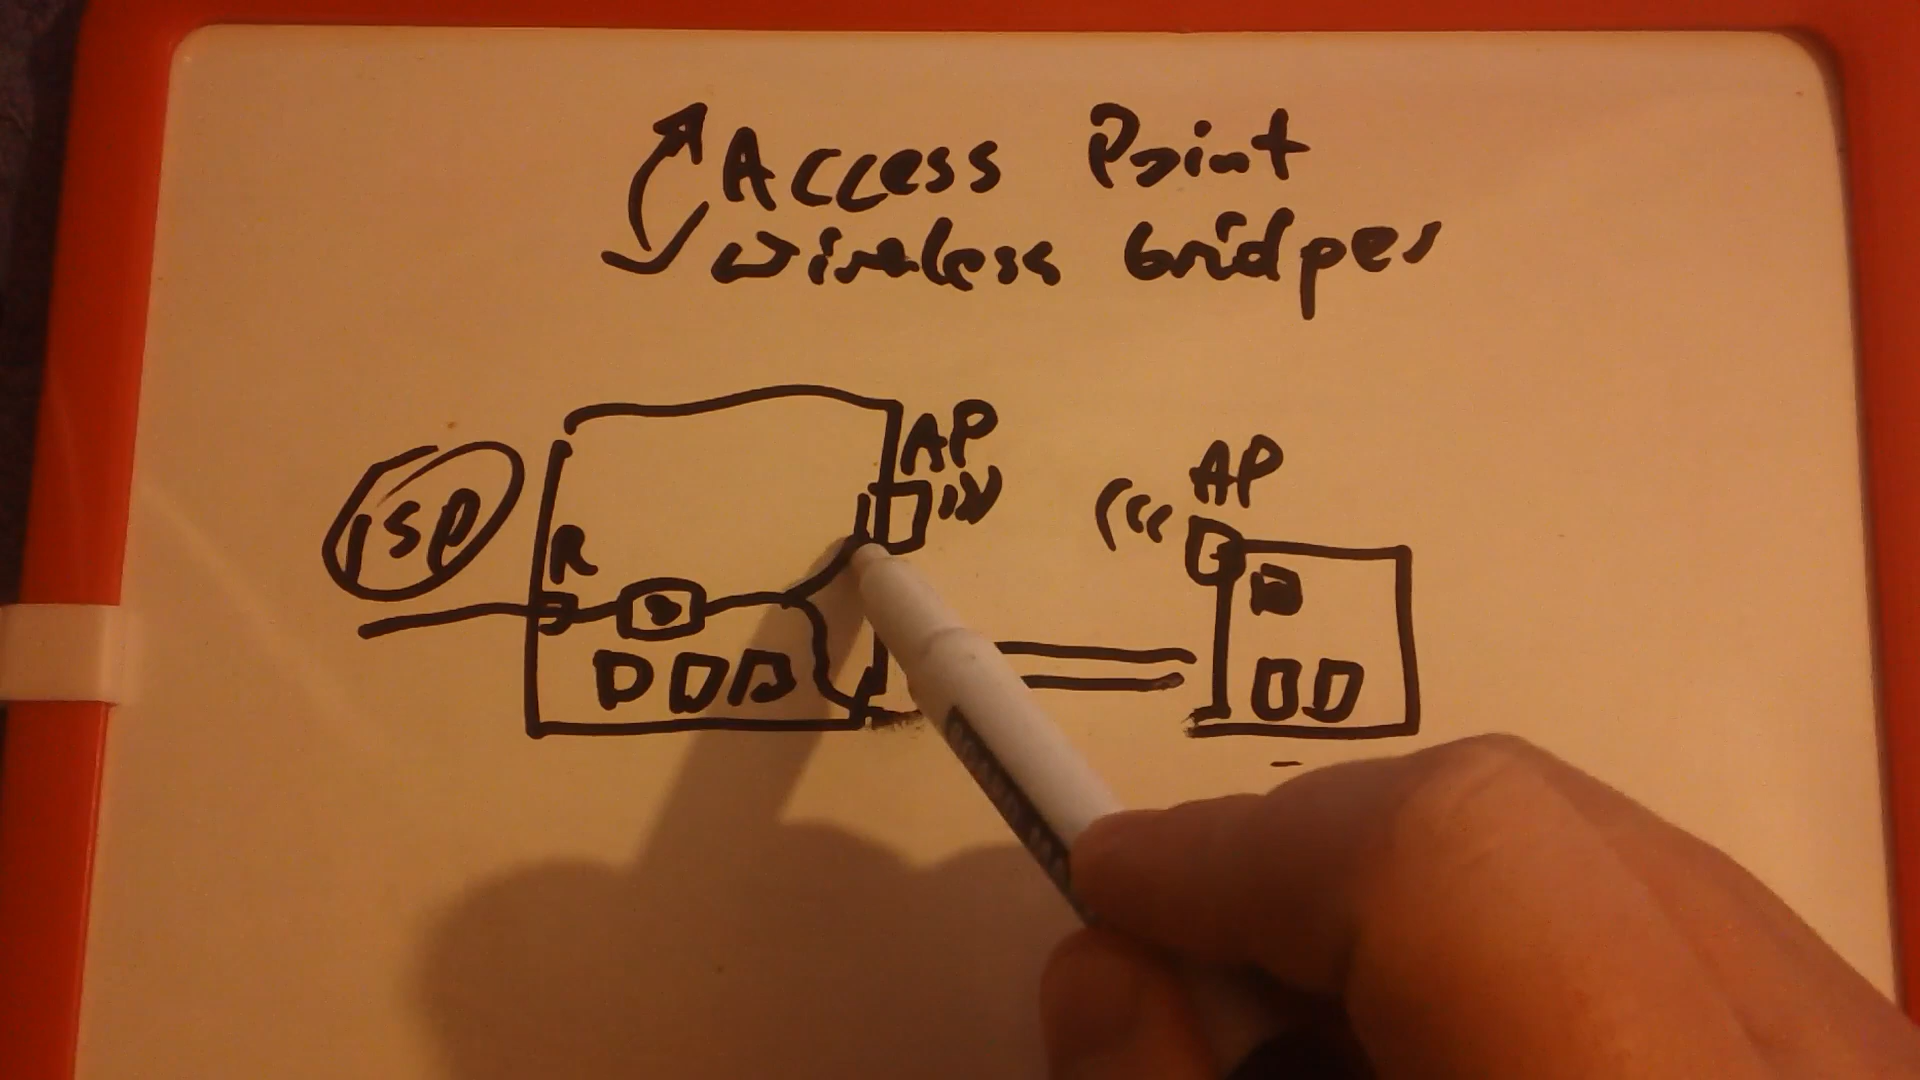 Access Point
wireless bridges
AP
AP
ISP
R